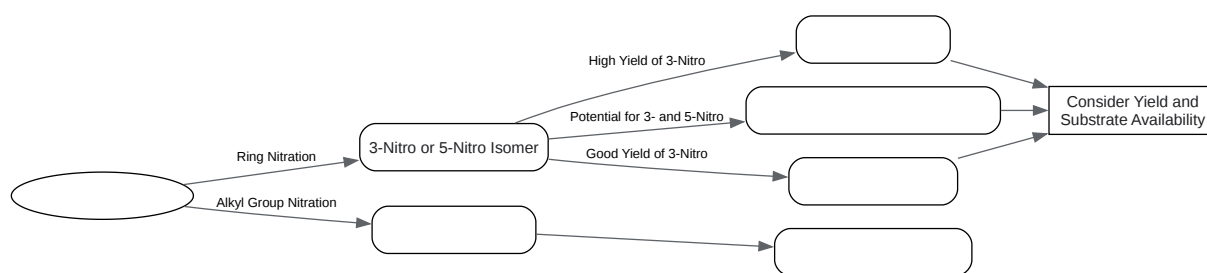 High Yield of 3-Nitro
Potential for 3- and 5-Nitro
Consider Yield and
Substrate Availability
3-Nitro or 5-Nitro Isomer
Ring Nitration
Good Yield of 3-Nitro
Alkyl Group Nitration